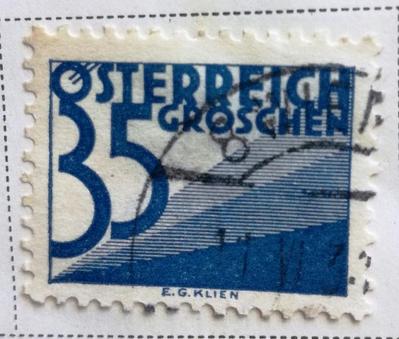 ÖSTERREICH
GROSCHEN
35
E.G.KLIEN